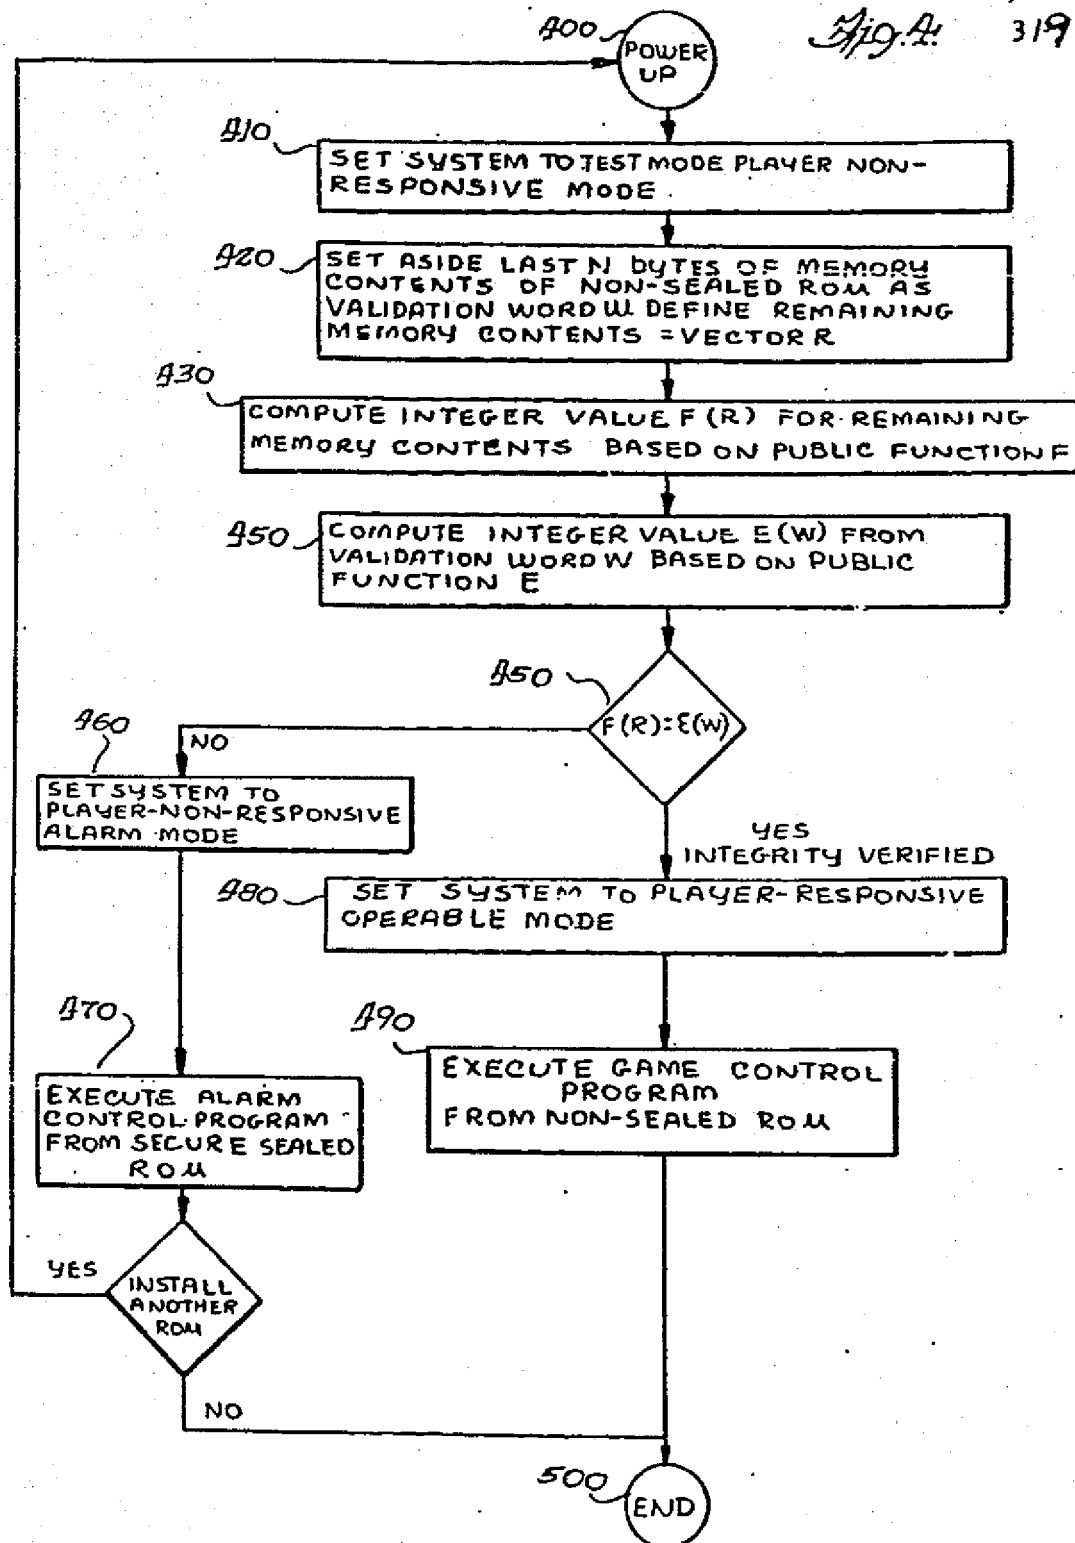 400
Fig. 4.
319
POWER
UP
410
SET SYSTEM TO TEST MODE PLAYER NON-
RESPONSIVE MODE.
420
SET ASIDE LAST N bYTES OF MEMORY
CONTENTS OF NON-SEALED ROM AS
VALIDATION WORD W DEFINE REMAINING
MEMORY CONTENTS = VECTOR R
430
COMPUTE INTEGER VALUE F(R) FOR REMAINING
MEMORY CONTENTS BASED ON PUBLIC FUNCTION F
450
COMPUTE INTEGER VALUE E(W) FROM
VALIDATION WORD W BASED ON PUBLIC
FUNCTION E
450
F(R)=E(W)
460
NO
SET SYSTEM TO
PLAYER-NON-RESPONSIVE
ALARM MODE
YES
INTEGRITY VERIFIED
480
SET SYSTEM TO PLAYER-RESPONSIVE
OPERABLE MODE
470
490
EXECUTE ALARM
CONTROL PROGRAM
FROM SECURE SEALED
ROM
EXECUTE GAME CONTROL
PROGRAM
FROM NON-SEALED ROM
YES
INSTALL
ANOTHER
ROM
NO
500
END